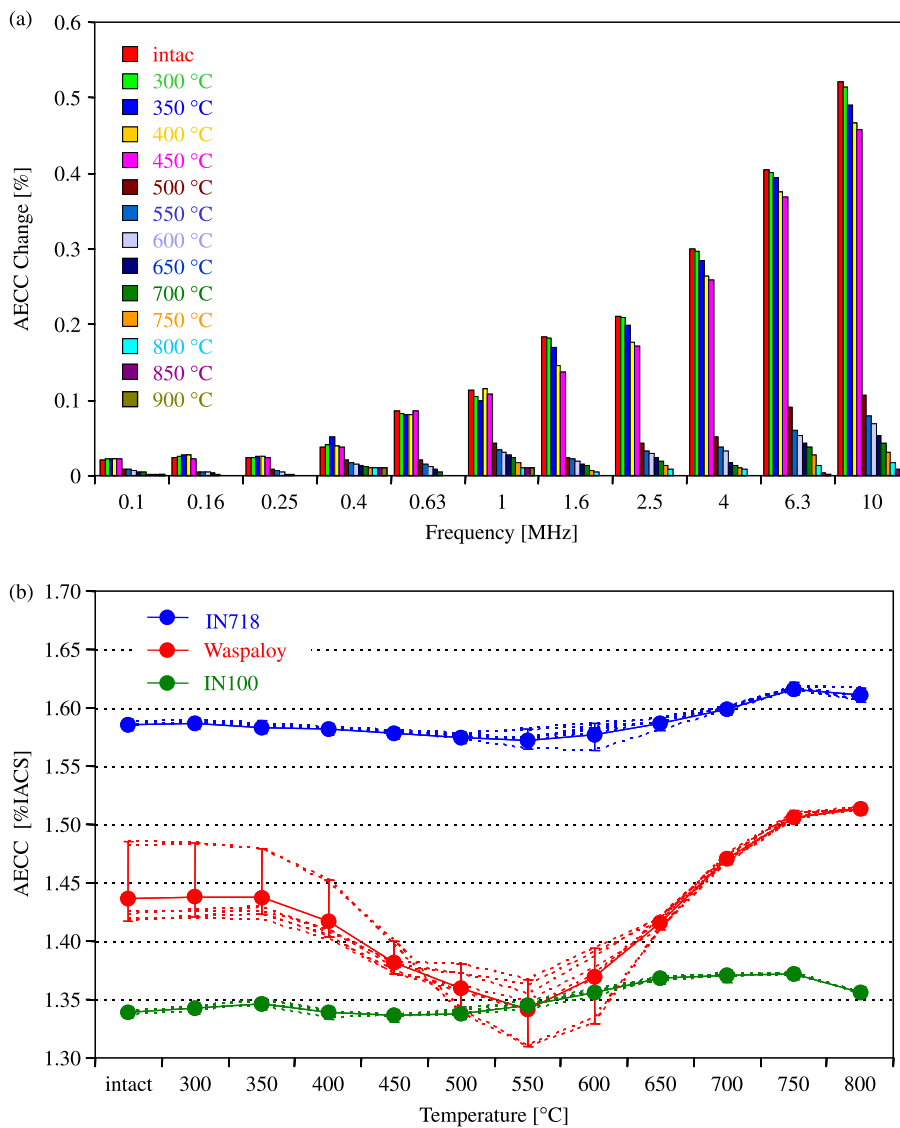 (a)
AECC Change [%]
0.6
0.5
0.4
0.3
0.2
0.1
0
intac
300 °C
350 °C
400 °C
450 °C
500 °C
550 °C
600 °C
650 °C
700 °C
750 °C
800 °C
850 °C
900 °C
0.1 0.16 0.25 0.4 0.63 1 1.6 2.5 4 6.3 10
Frequency [MHz]
(b)
AECC [%IACS]
1.70
1.65
1.60
1.55
1.50
1.45
1.40
1.35
1.30
IN718
Waspaloy
IN100
intact 300 350 400 450 500 550 600 650 700 750 800
Temperature [°C]